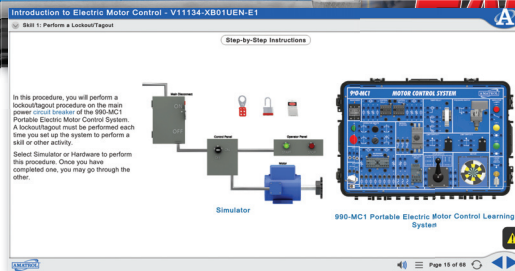 Introduction to Electric Motor Control - V11134-XB01UEN-E1
Skill 1: Perform a Lockout/Tagout
Step-by-Step Instructions
In this procedure, you will perform a
lockout/tagout procedure on the main
power circuit breaker of the 990-MC1
Portable Electric Motor Control System.
A lockout/tagout must be performed each
time you set up the system to perform a
skill or other activity.
Select Simulator or Hardware to perform
this procedure. Once you have
completed one, you may go through the
other.
Main Disconnect
ON
OFF
Control Panel
Operator Panel
Motor
Simulator
990-MC1
MOTOR CONTROL SYSTEM
AMATROL
990-MC1 Portable Electric Motor Control Learning
System
AMATROL
Page 15 of 68